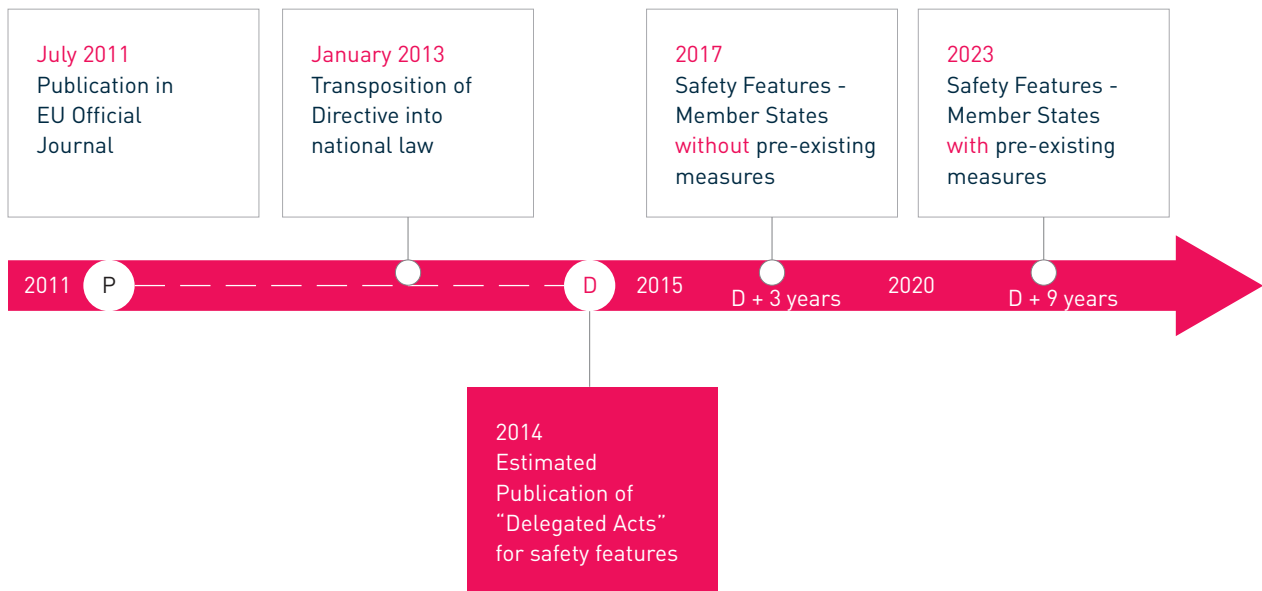 July 2011
Publication in
EU Official
Journal
January 2013
Transposition of
Directive into
national law
2017
Safety Features -
Member States
without pre-existing
measures
2023
Safety Features -
Member States
with pre-existing
measures
2011
P
D
2015
D + 3 years
2020
D + 9 years
2014
Estimated
Publication of
“Delegated Acts”
for safety features